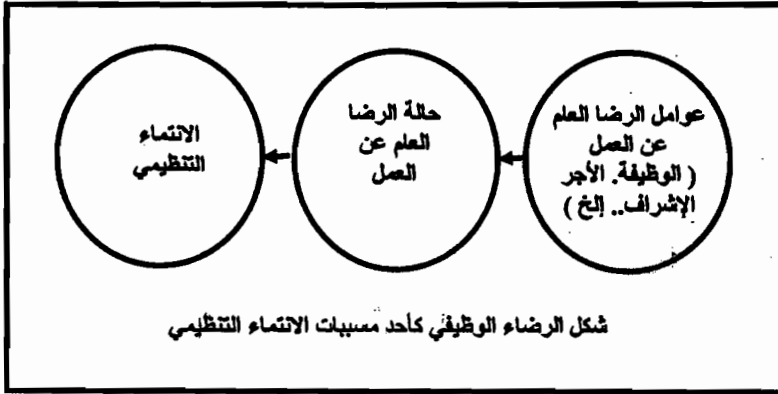 عوامل الرضا العام
عن العمل
( الوظيفة. الأجر
الإشراف.. إلخ )
حالة الرضا
العام عن
العمل
الانتماء
التنظيمي
شكل الرضاء الوظيفي كأحد مسببات الانتماء التنظيمي